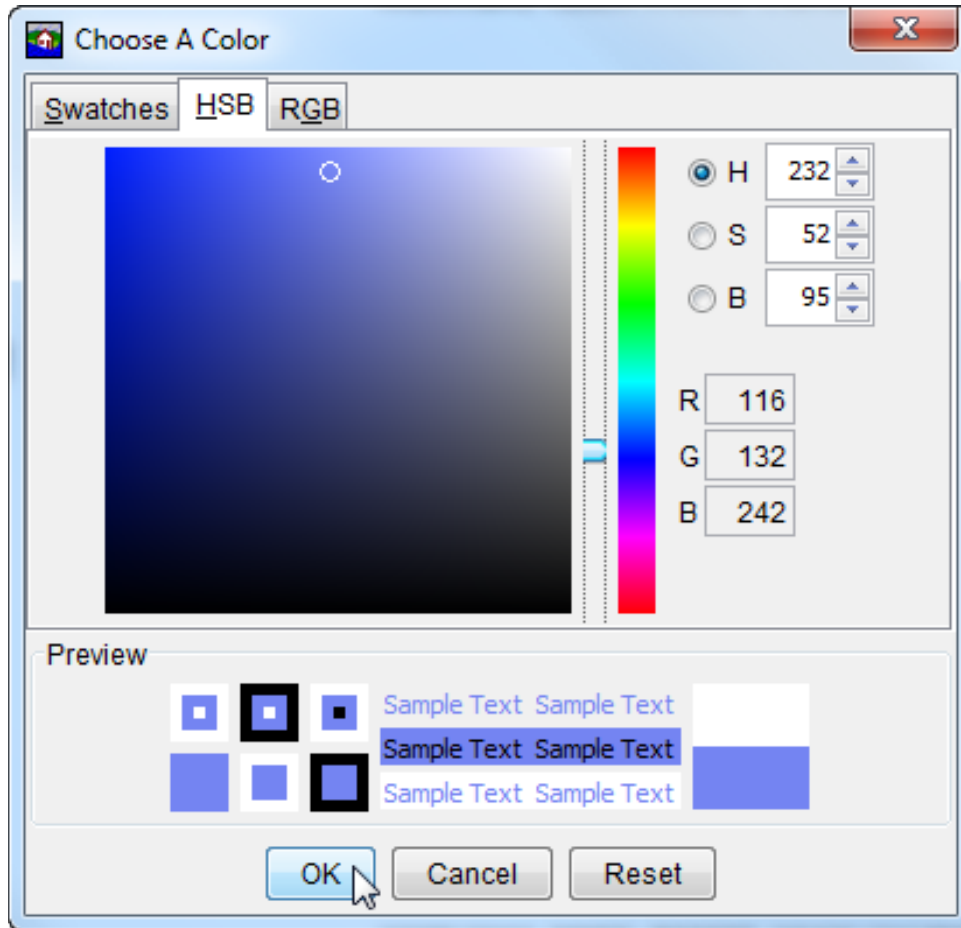 Choose A Color
Swatches HSB RGB
H 232
S 52
B 95
R 116
G 132
B 242
Preview
Sample Text Sample Text
Sample Text Sample Text
Sample Text Sample Text
OK Cancel Reset